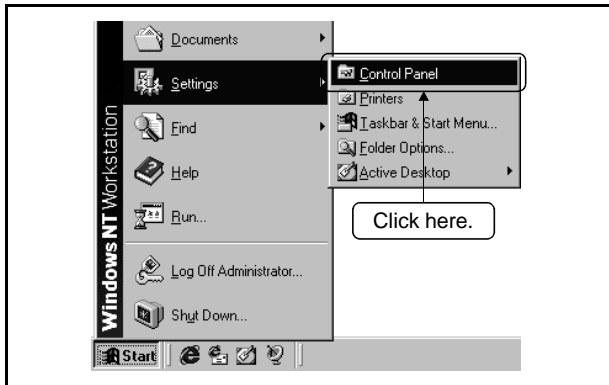 Documents
Settings
Find
Help
Run...
Log Off Administrator...
Shut Down...
Windows NT Workstation
Start
Control Panel
Printers
Taskbar & Start Menu...
Folder Options...
Active Desktop
Click here.